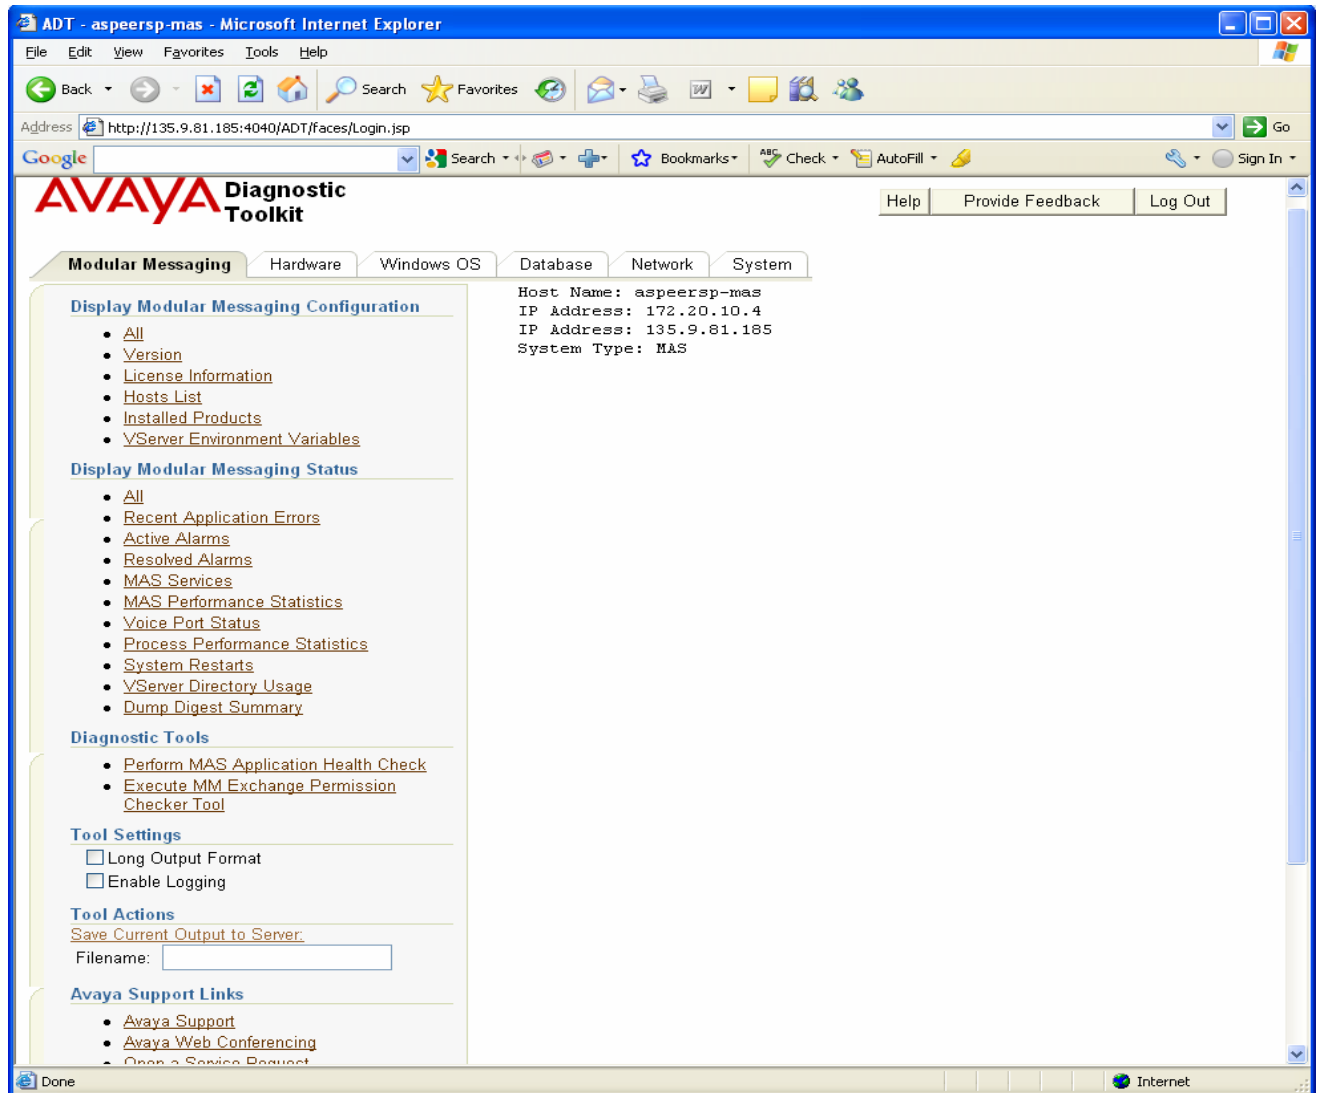 ADT - aspeersp-mas - Microsoft Internet Explorer
File Edit View Favorites Tools Help
Back Search Favorites
Address http://135.9.81.185:4040/ADT/faces/Login.jsp Go
Google Search Bookmarks Check AutoFill Sign In
AVAYA Diagnostic Toolkit
Help Provide Feedback Log Out
Modular Messaging Hardware Windows OS Database Network System
Display Modular Messaging Configuration
All
Version
License Information
Hosts List
Installed Products
VServer Environment Variables
Display Modular Messaging Status
All
Recent Application Errors
Active Alarms
Resolved Alarms
MAS Services
MAS Performance Statistics
Voice Port Status
Process Performance Statistics
System Restarts
VServer Directory Usage
Dump Digest Summary
Diagnostic Tools
Perform MAS Application Health Check
Execute MM Exchange Permission
Checker Tool
Tool Settings
Long Output Format
Enable Logging
Tool Actions
Save Current Output to Server:
Filename:
Avaya Support Links
Avaya Support
Avaya Web Conferencing
Open a Service Request
Host Name: aspeersp-mas
IP Address: 172.20.10.4
IP Address: 135.9.81.185
System Type: MAS
Done Internet